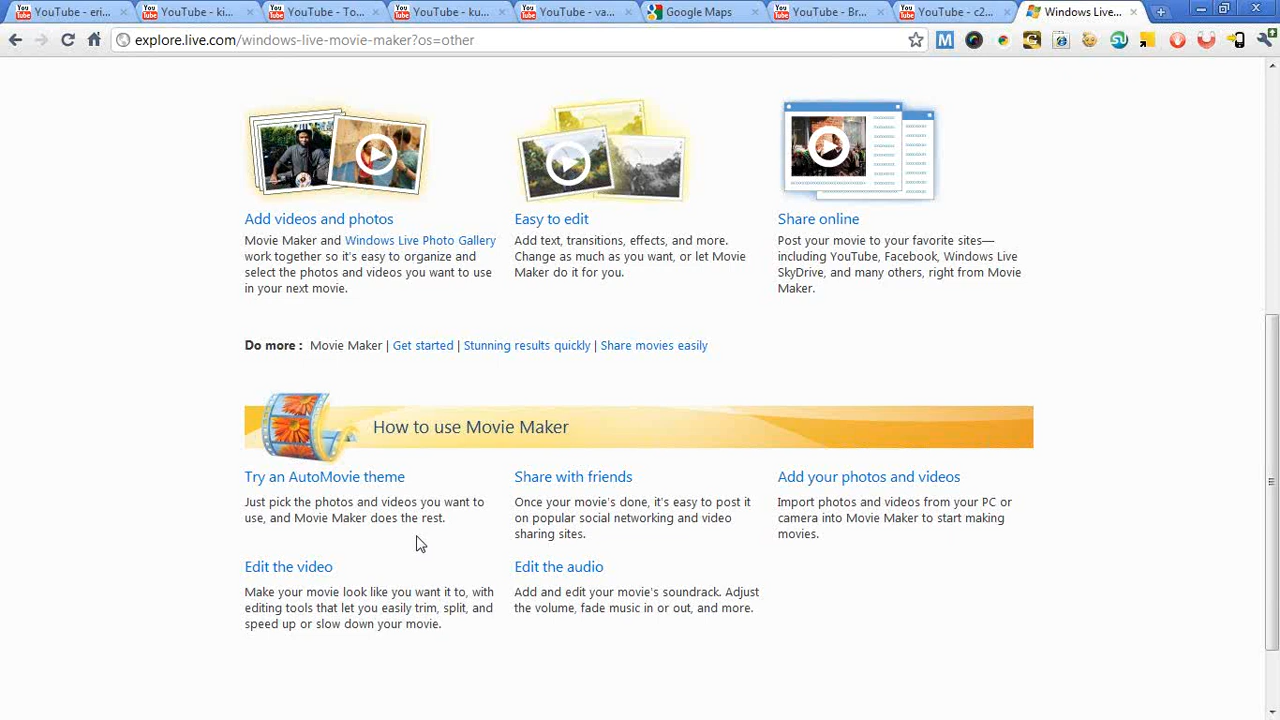 YouTube - eri...
YouTube - ki...
YouTube - To...
YouTube - ku...
YouTube - va...
Google Maps
YouTube - Br...
YouTube - c2...
Windows Live...
explore.live.com/windows-live-movie-maker?os=other
Add videos and photos
Movie Maker and Windows Live Photo Gallery
work together so it's easy to organize and
select the photos and videos you want to use
in your next movie.
Easy to edit
Add text, transitions, effects, and more.
Change as much as you want, or let Movie
Maker do it for you.
Share online
Post your movie to your favorite sites—
including YouTube, Facebook, Windows Live
SkyDrive, and many others, right from Movie
Maker.
Do more : Movie Maker | Get started | Stunning results quickly | Share movies easily
How to use Movie Maker
Try an AutoMovie theme
Just pick the photos and videos you want to
use, and Movie Maker does the rest.
Share with friends
Once your movie's done, it's easy to post it
on popular social networking and video
sharing sites.
Add your photos and videos
Import photos and videos from your PC or
camera into Movie Maker to start making
movies.
Edit the video
Make your movie look like you want it to, with
editing tools that let you easily trim, split, and
speed up or slow down your movie.
Edit the audio
Add and edit your movie's soundrack. Adjust
the volume, fade music in or out, and more.